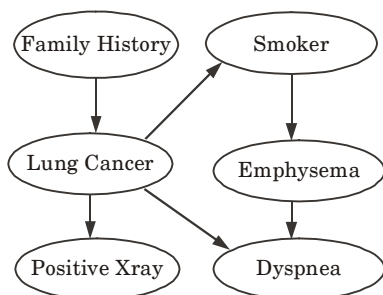 Family History
Smoker
Lung Cancer
Emphysema
Positive Xray
Dyspnea